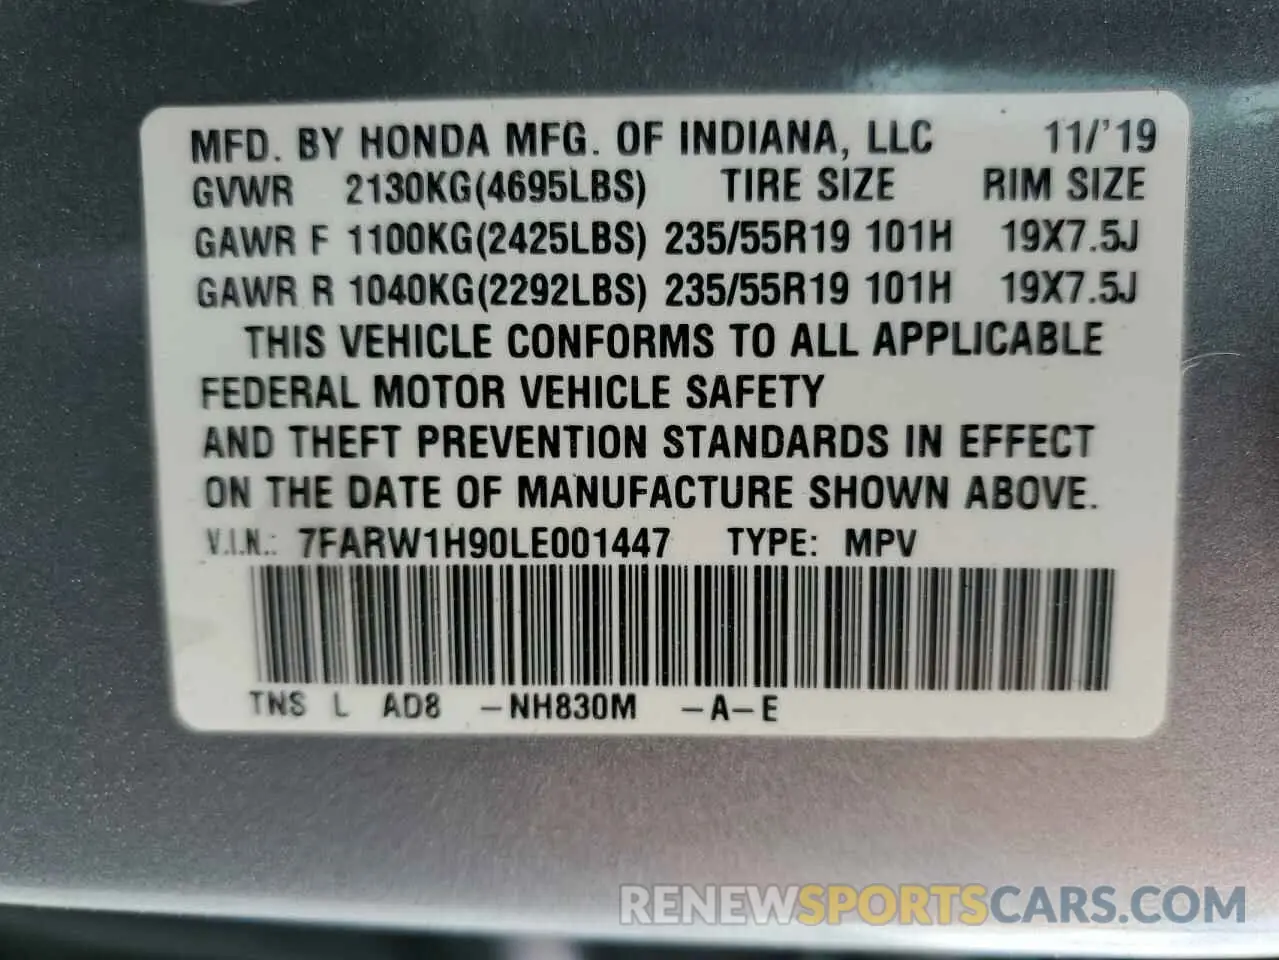 MFD. BY HONDA MFG. OF INDIANA, LLC 11/'19
GVWR 2130KG(4695LBS) TIRE SIZE RIM SIZE
GAWR F 1100KG(2425LBS) 235/55R19 101H 19X7.5J
GAWR R 1040KG(2292LBS) 235/55R19 101H 19X7.5J
THIS VEHICLE CONFORMS TO ALL APPLICABLE
FEDERAL MOTOR VEHICLE SAFETY
AND THEFT PREVENTION STANDARDS IN EFFECT
ON THE DATE OF MANUFACTURE SHOWN ABOVE.
V.I.N.: 7FARW1H90LE001447 TYPE: MPV
TNS L AD8 -NH830M -A-E
RENEWSPORTSCARS.COM